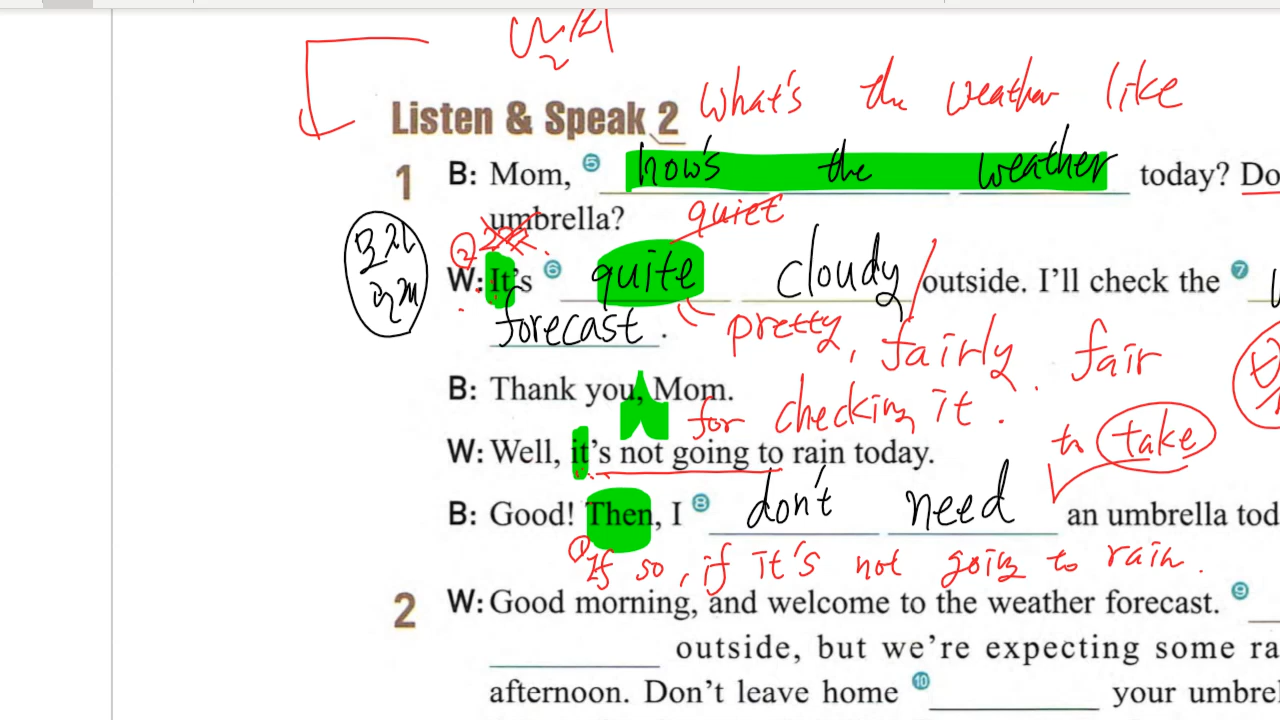 What's the weather like
Listen & Speak 2
1 B: Mom, ⑤ how's the weather today? Do
umbrella? quiet
② W: It's ⑥ quite cloudy outside. I'll check the ⑦
forecast. pretty, fairly. fair
B: Thank you, Mom.
for checking it.
W: Well, it's not going to rain today.
to take
B: Good! Then, I ⑧ don't need an umbrella tod
① If so, if it's not going to rain.
2 W: Good morning, and welcome to the weather forecast. ⑨
outside, but we're expecting some ra
afternoon. Don't leave home ⑩ your umbrel